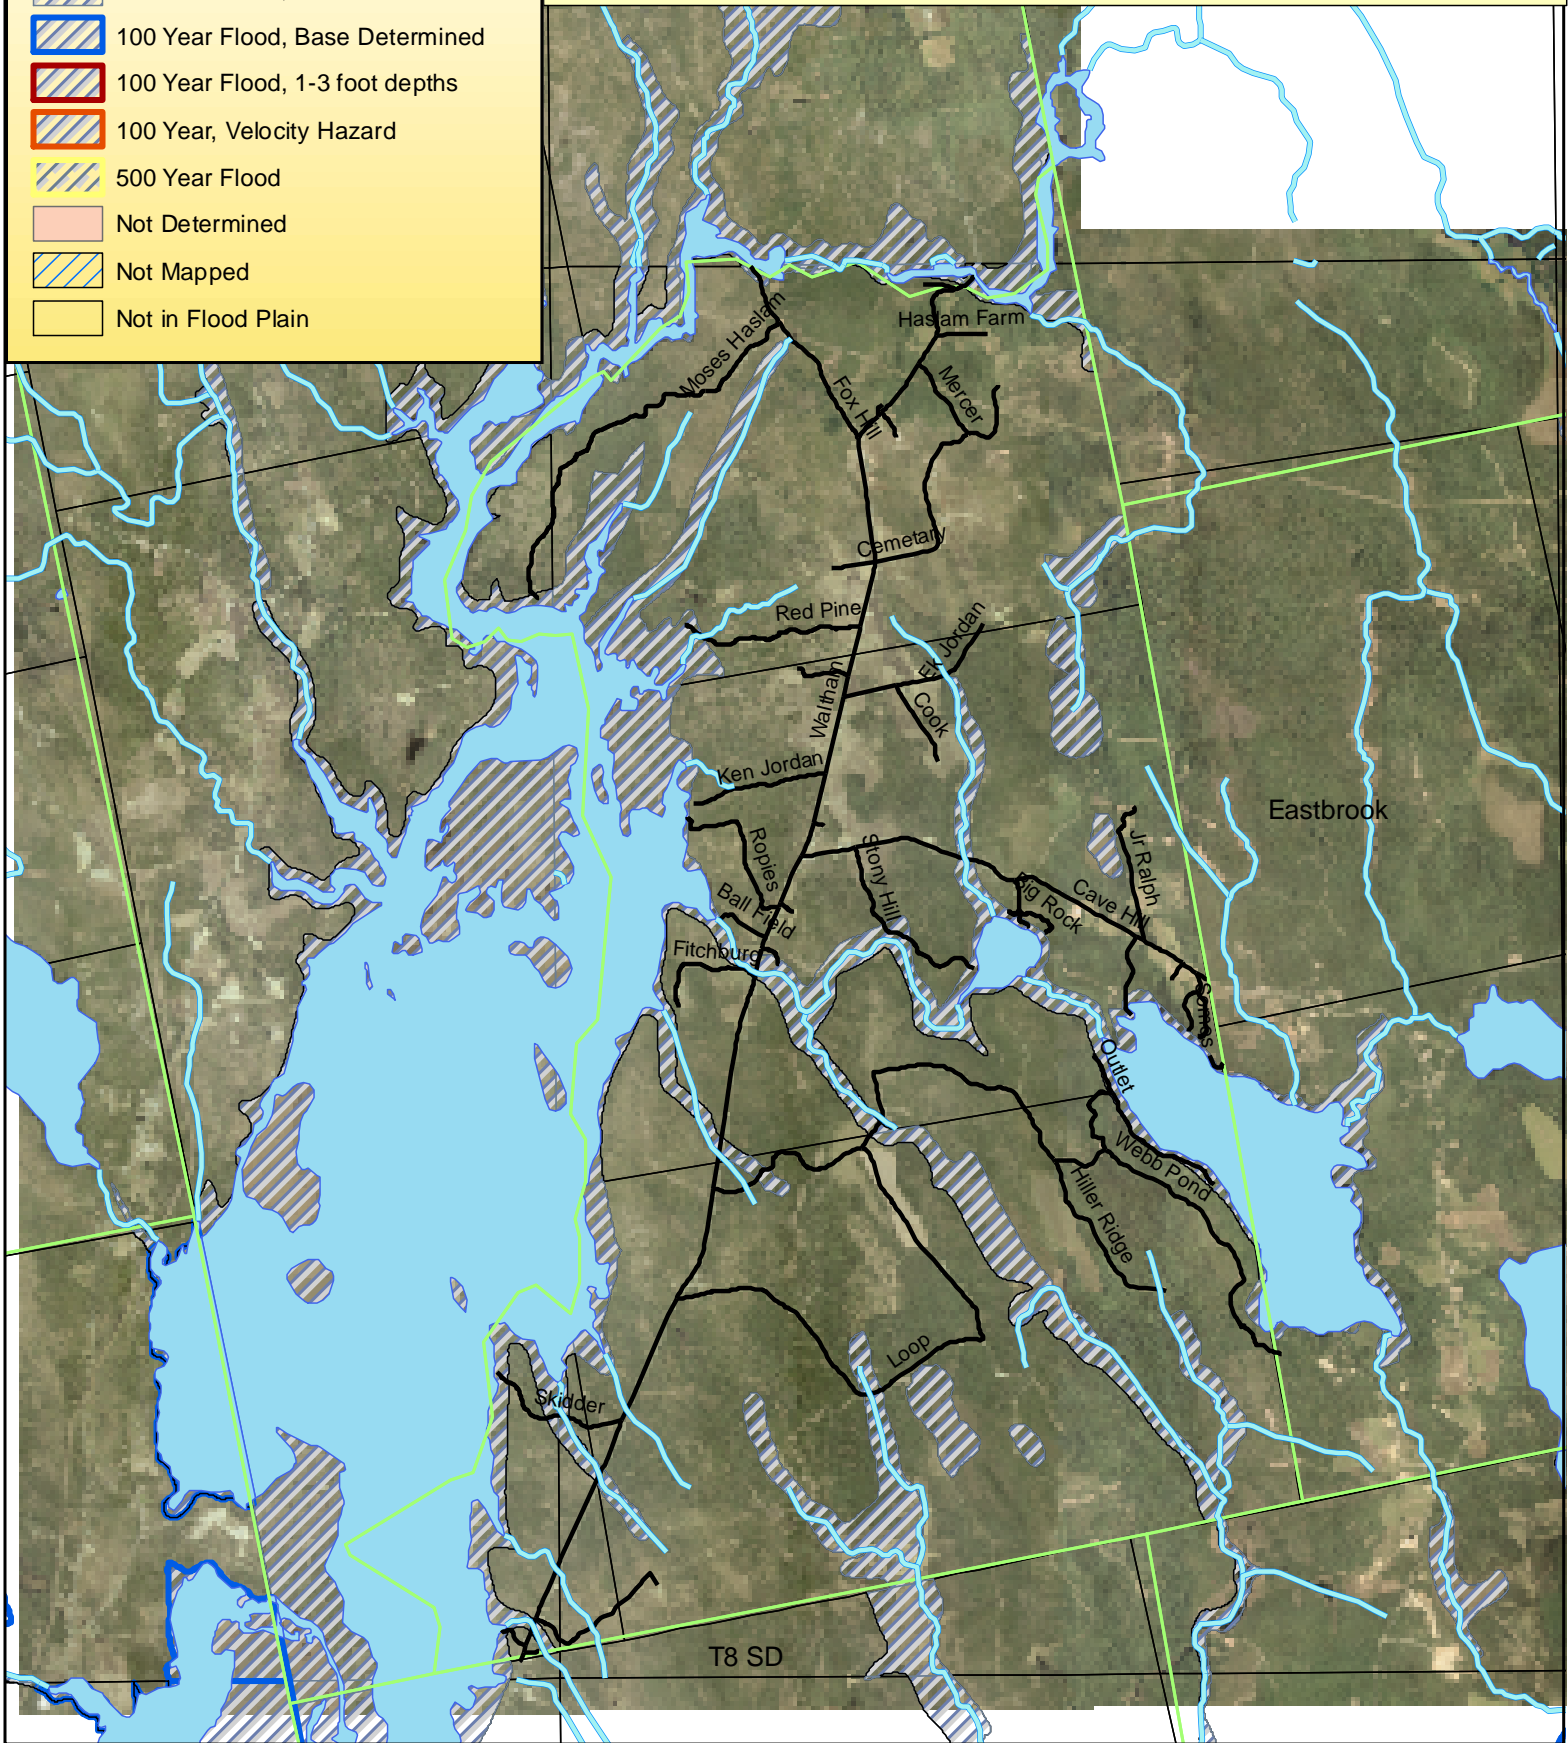 100 Year Flood, Base Determined
100 Year Flood, 1-3 foot depths
100 Year, Velocity Hazard
500 Year Flood
Not Determined
Not Mapped
Not in Flood Plain
Haslam Farm
Moses Haslam
Mercer
Fox Hill
Cemetary
Red Pine
Ek Jordan
Waltham
Cook
Ken Jordan
Eastbrook
Ropies
Stony Hill
Jr Ralph
Big Rock
Cave Hill
Ball Field
Fitchburg
Somes
Outlet
Webb Pond
Hiller Ridge
Loop
Skidder
T8 SD